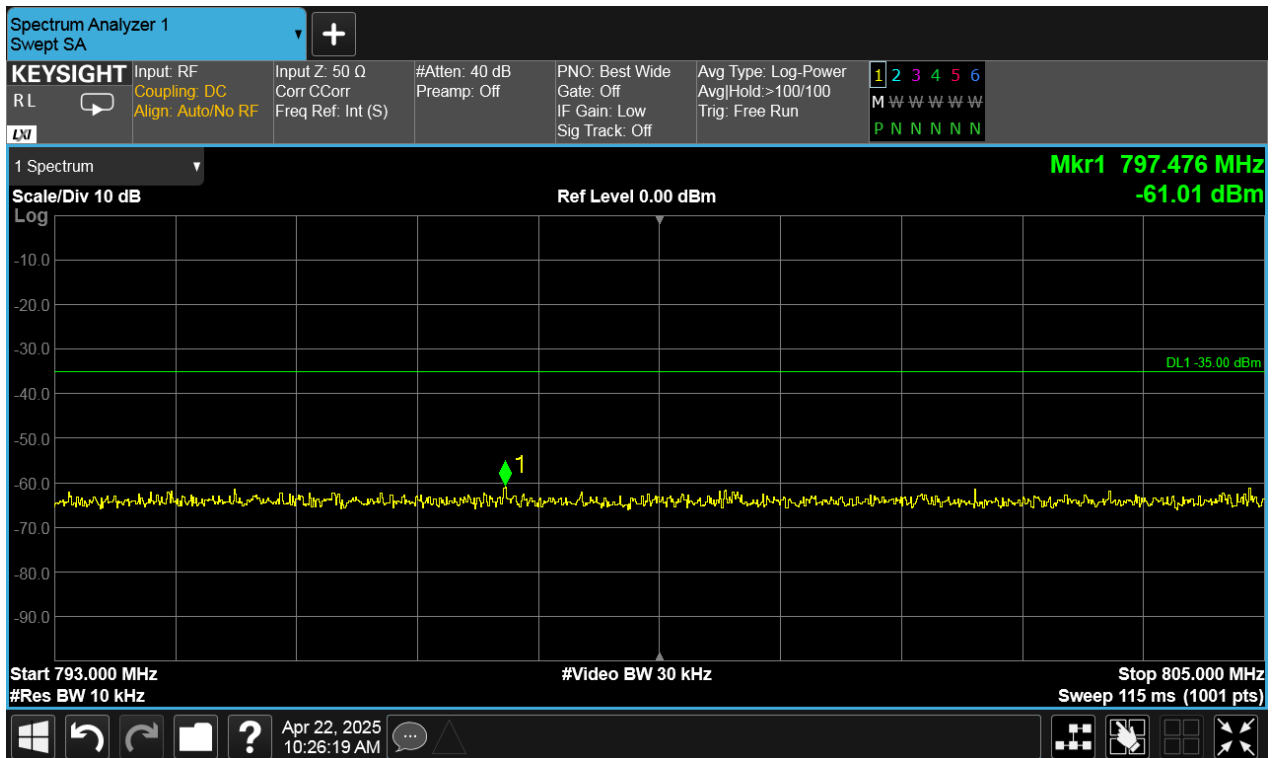 Spectrum Analyzer 1
Swept SA
+
KEYSIGHT
R L
LXI
Input: RF
Coupling: DC
Align: Auto/No RF
Input Z: 50 Ω
Corr CCorr
Freq Ref: Int (S)
#Atten: 40 dB
Preamp: Off
PNO: Best Wide
Gate: Off
IF Gain: Low
Sig Track: Off
Avg Type: Log-Power
Avg|Hold:>100/100
Trig: Free Run
1 2 3 4 5 6
M W W W W W
P N N N N N
1 Spectrum
Mkr1 797.476 MHz
-61.01 dBm
Scale/Div 10 dB
Ref Level 0.00 dBm
Log
-10.0
-20.0
-30.0
DL1 -35.00 dBm
-40.0
-50.0
1
-60.0
-70.0
-80.0
-90.0
Start 793.000 MHz
#Video BW 30 kHz
Stop 805.000 MHz
#Res BW 10 kHz
Sweep 115 ms (1001 pts)
?
Apr 22, 2025
10:26:19 AM